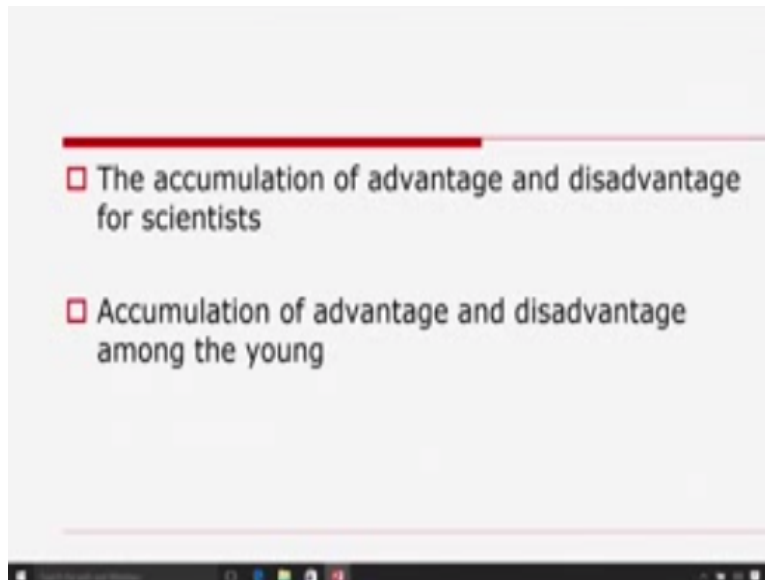 The accumulation of advantage and disadvantage
for scientists
Accumulation of advantage and disadvantage
among the young